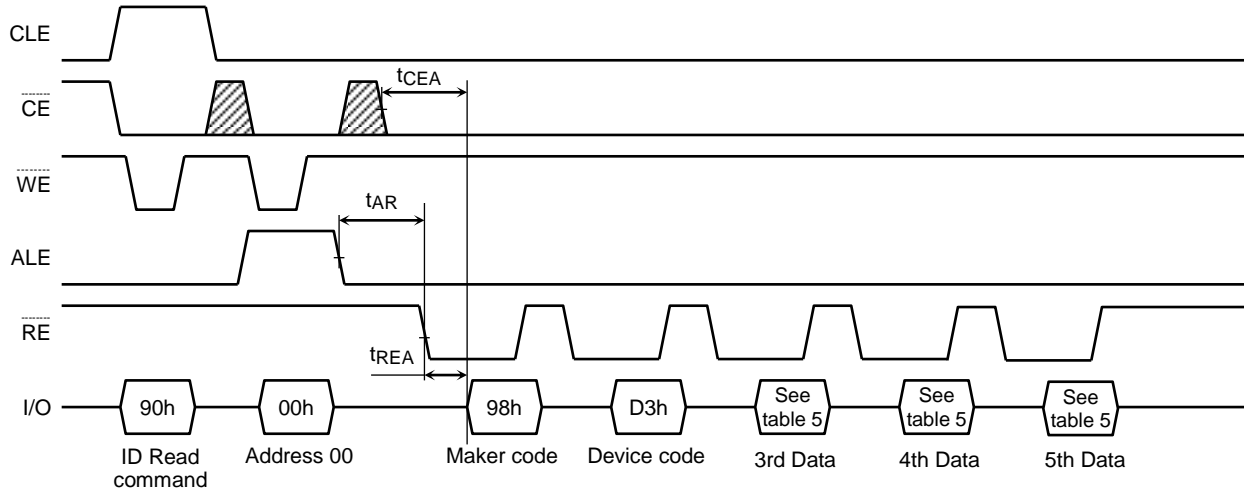 CLE
tCEA
CE
WE
tAR
ALE
RE
tREA
I/O
90h
00h
98h
D3h
See
table 5
See
table 5
See
table 5
ID Read
command
Address 00
Maker code
Device code
3rd Data
4th Data
5th Data